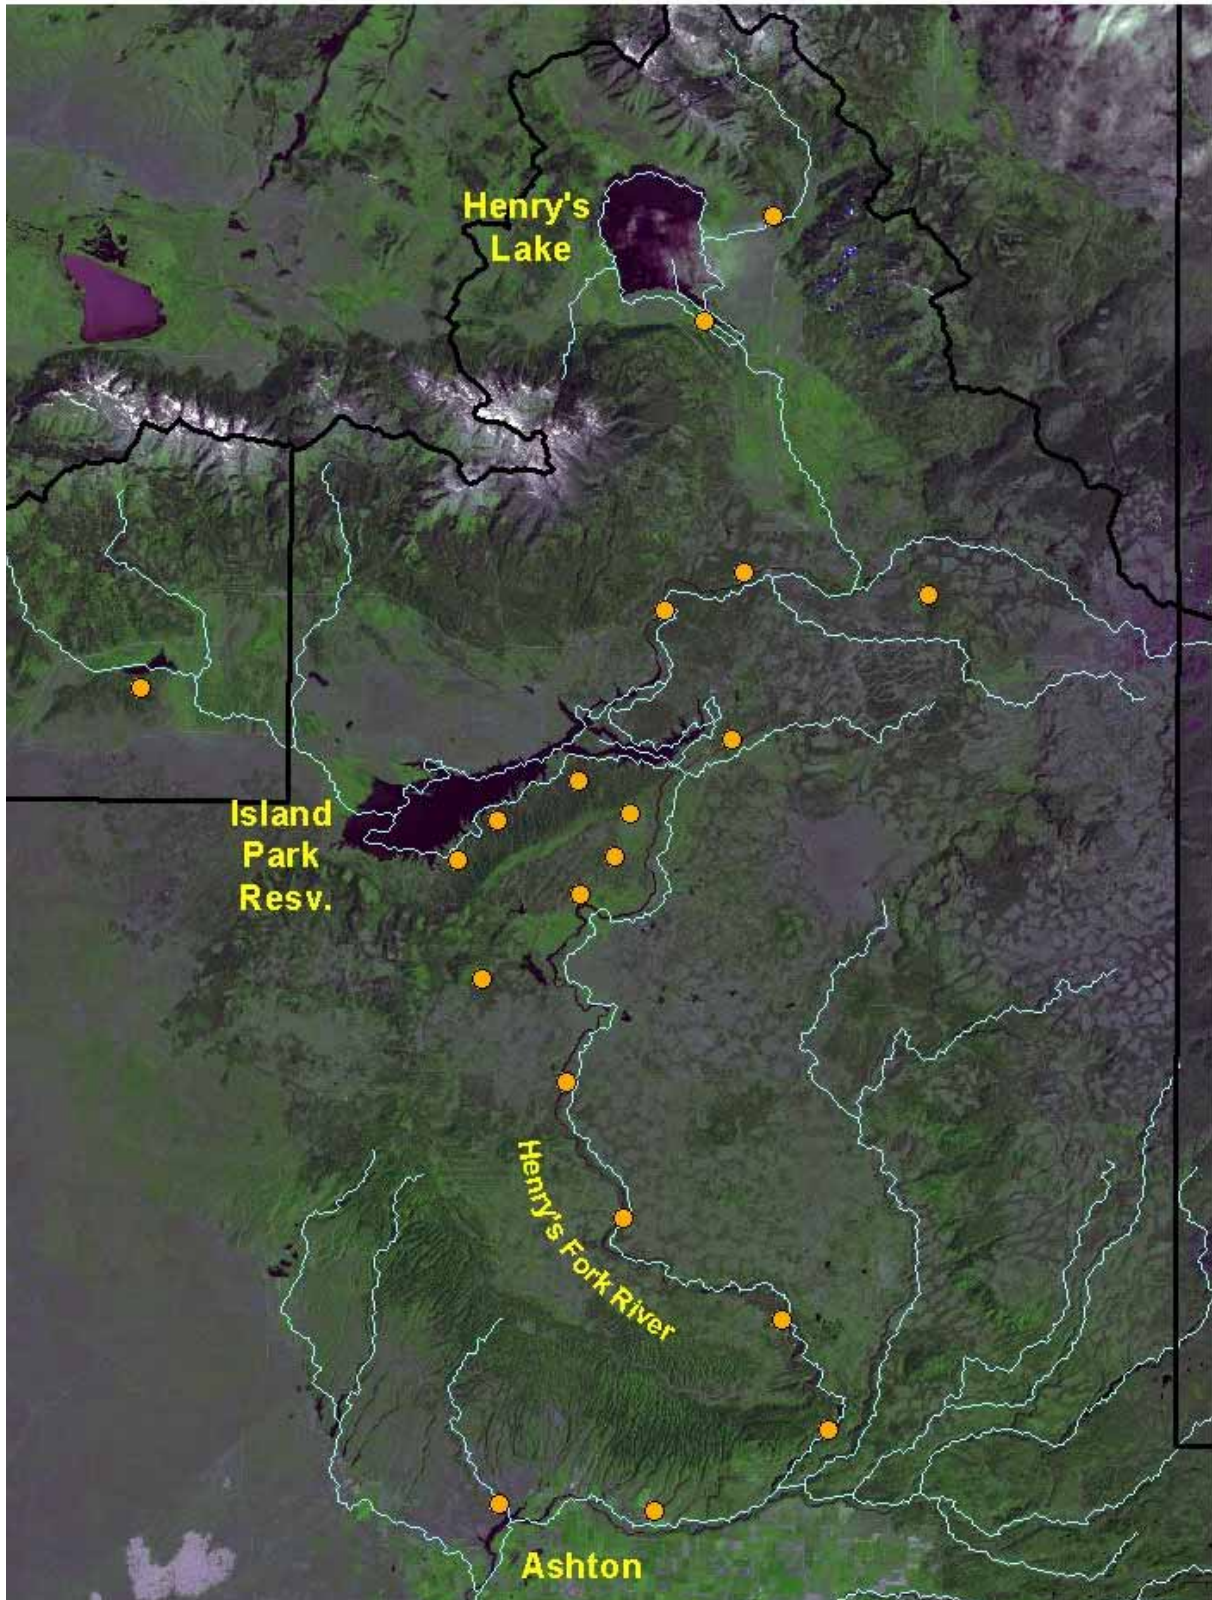 Henry's
Lake
Island
Park
Resv.
Henry's Fork River
Ashton